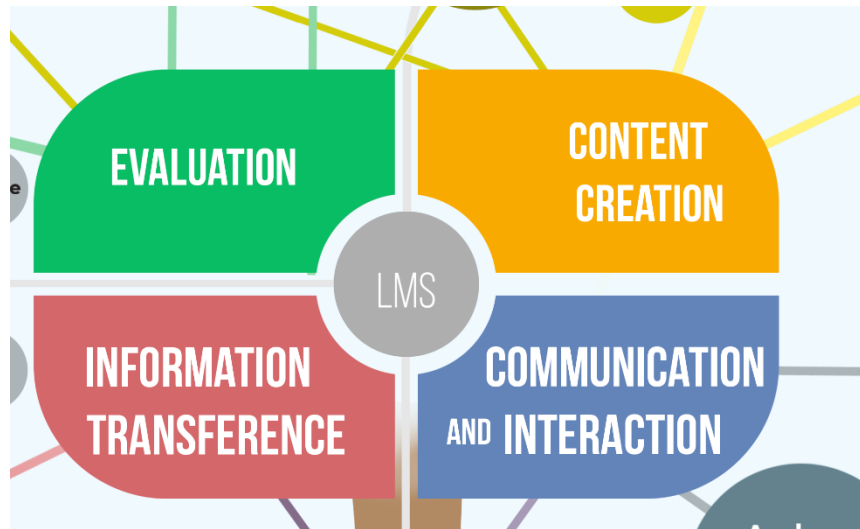 EVALUATION
CONTENT
CREATION
LMS
INFORMATION
TRANSFERENCE
COMMUNICATION
AND INTERACTION